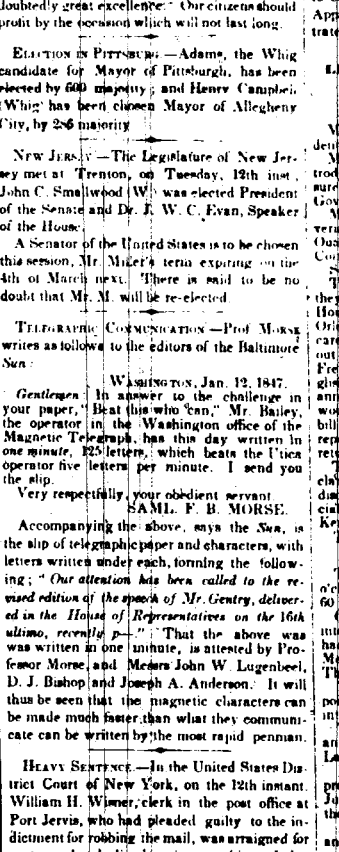 doubtedly great excellence." Our citizens should
profit by the occasion which will not last long.
ELECTION IN PITTSBURG.—Adams, the Whig
candidate for Mayor of Pittsburgh, has been
elected by 600 majority; and Henry Campbell
(Whig) has been chosen Mayor of Allegheny
City, by 286 majority
NEW JERSEY—The Legislature of New Jer-
sey met at Trenton, on Tuesday, 12th inst.,
John C. Smallwood (W) was elected President
of the Senate and Dr. J. W. C. Evan, Speaker
of the House.
A Senator of the United States is to be chosen
this session, Mr. Miller's term expiring on the
4th of March next. There is said to be no
doubt that Mr. M. will be re-elected.
TELEGRAPHIC COMMUNICATION—Prof MORSE
writes as follows to the editors of the Baltimore
Sun:
WASHINGTON, Jan. 12, 1847.
Gentlemen: In answer to the challenge in
your paper, "Beat this who can," Mr. Bailey,
the operator in the Washington office of the
Magnetic Telegraph, has this day written in
one minute, 125 letters, which beats the Utica
operator five letters per minute. I send you
the slip.
Very respectfully, your obedient servant
SAML. F. B. MORSE.
Accompanying the above, says the Sun, is
the slip of telegraphic paper and characters, with
letters written under each, forming the follow-
ing; "Our attention has been called to the re-
vised edition of the speech of Mr. Gentry, deliver-
ed in the House of Representatives on the 16th
ultimo, recently p—" That the above was
was written in one minute, is attested by Pro-
fessor Morse, and Messrs John W. Lugenbeel,
D. J. Bishop and Joseph A. Anderson. It will
thus be seen that the magnetic characters can
be made much faster than what they communi-
cate can be written by the most rapid penman.
HEAVY SENTENCE.—In the United States Dis-
trict Court of New York, on the 12th instant.
William H. Wisner, clerk in the post office at
Port Jervis, who had pleaded guilty to the in-
dictment for robbing the mail, was arraigned for